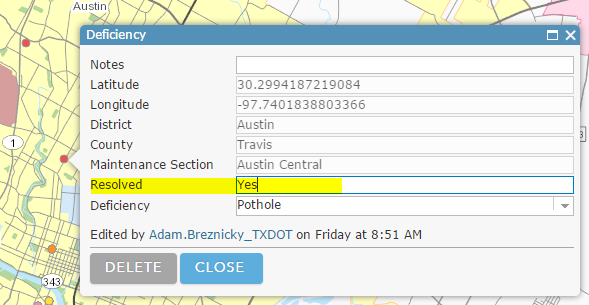 Austin
Deficiency
Notes
Latitude 30.2994187219084
Longitude -97.7401838803366
District Austin
County Travis
Maintenance Section Austin Central
Resolved Yes
Deficiency Pothole
Edited by Adam.Breznicky_TXDOT on Friday at 8:51 AM
DELETE CLOSE
1
343